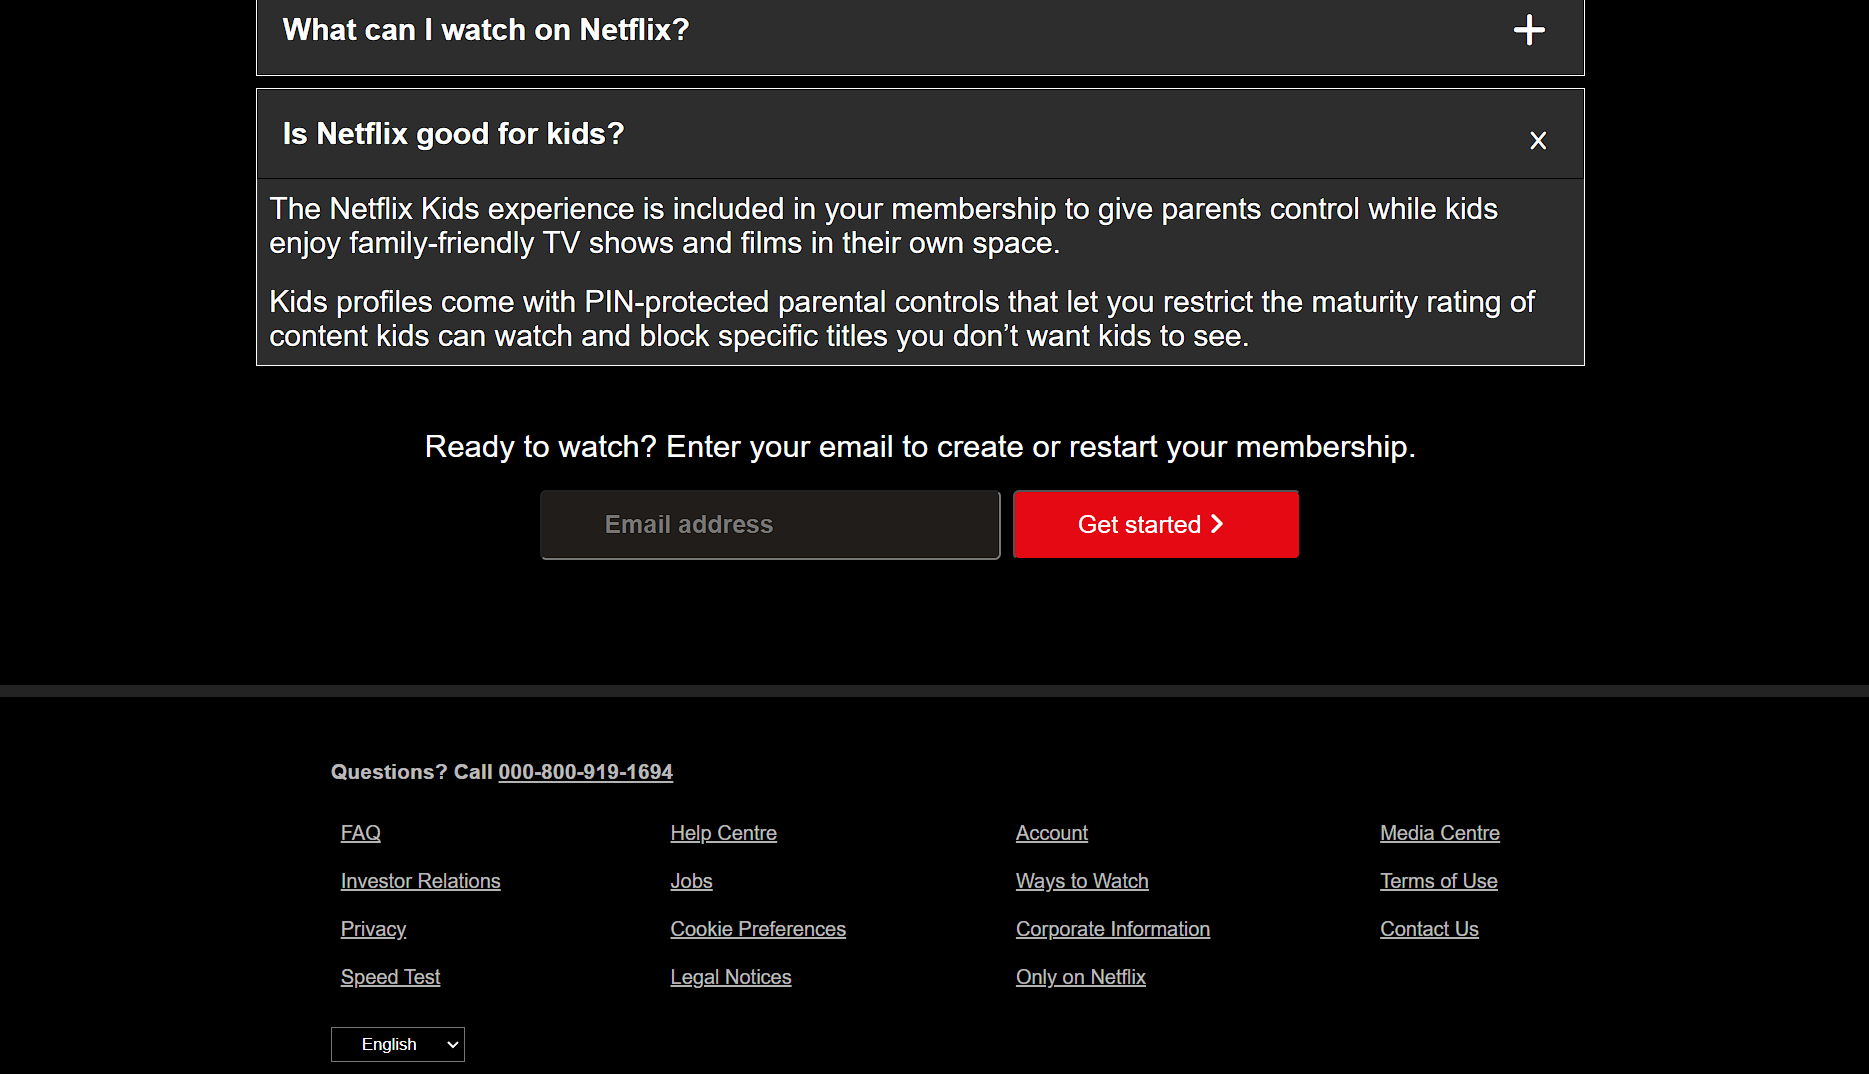 What can I watch on Netflix?
Is Netflix good for kids?
X
The Netflix Kids experience is included in your membership to give parents control while kids
enjoy family-friendly TV shows and films in their own space.
Kids profiles come with PIN-protected parental controls that let you restrict the maturity rating of
content kids can watch and block specific titles you don’t want kids to see.
Ready to watch? Enter your email to create or restart your membership.
Email address
Get started
Questions? Call 000-800-919-1694
FAQ Help Centre Account Media Centre
Investor Relations Jobs Ways to Watch Terms of Use
Privacy Cookie Preferences Corporate Information Contact Us
Speed Test Legal Notices Only on Netflix
English